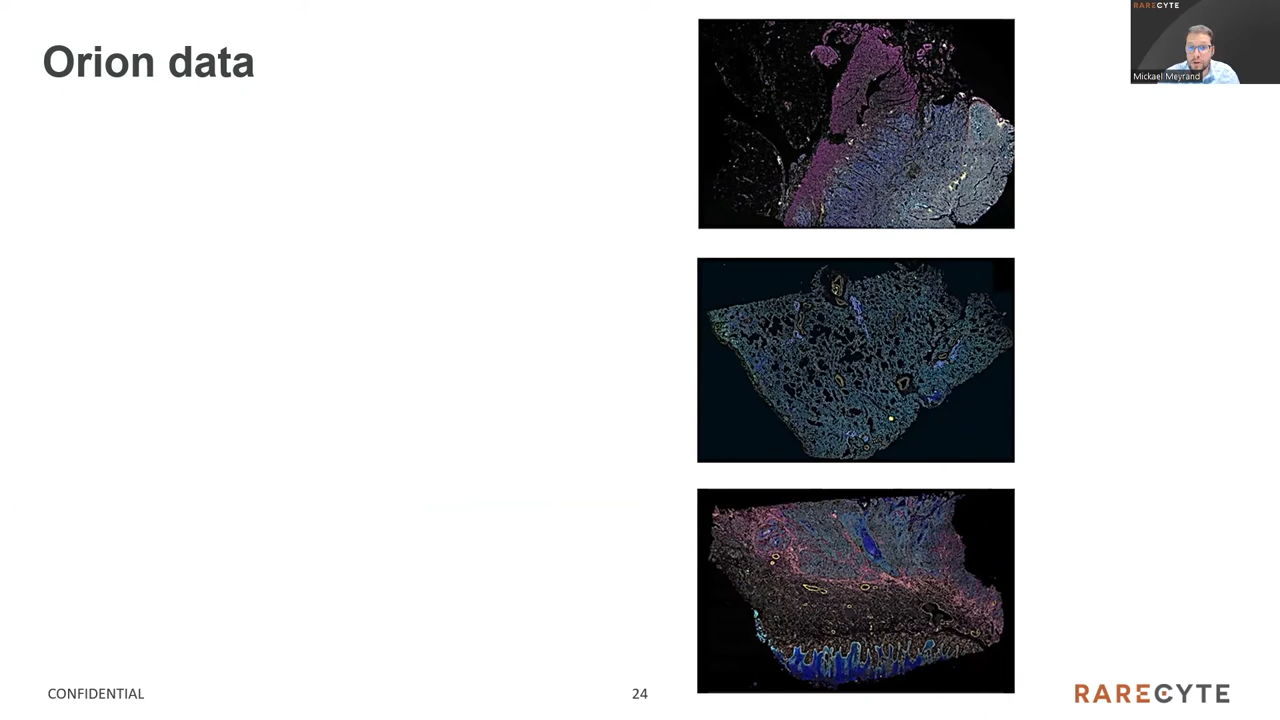 Orion data
RARECYTE
Mickael Meyrand
CONFIDENTIAL
24
RARECYTE